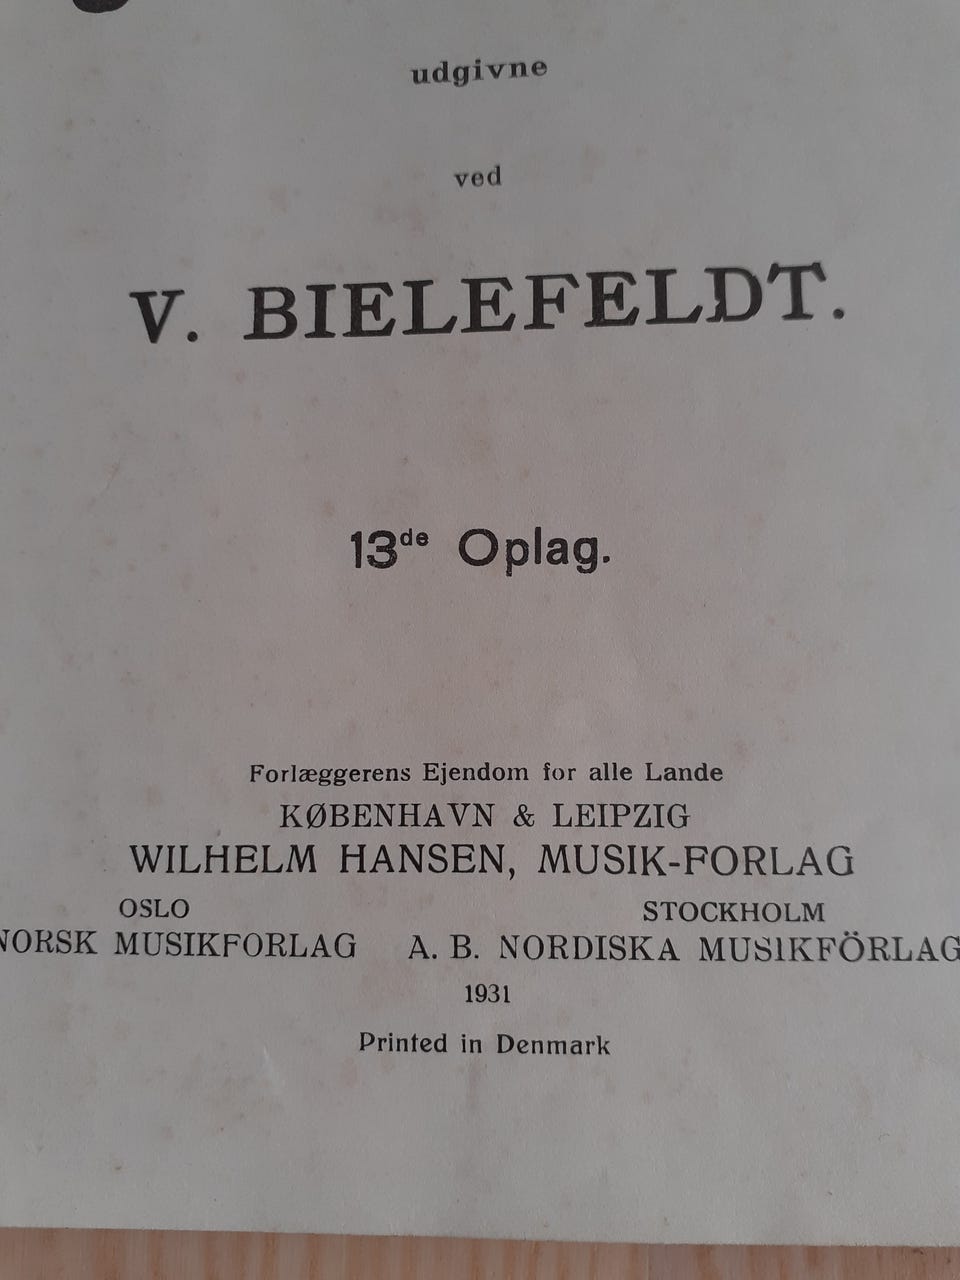 udgivne
ved
V. BIELEFELDT.
13de Oplag.
Forlæggerens Ejendom for alle Lande
KØBENHAVN & LEIPZIG
WILHELM HANSEN, MUSIK-FORLAG
OSLO STOCKHOLM
NORSK MUSIKFORLAG A. B. NORDISKA MUSIKFÖRLAG
1931
Printed in Denmark